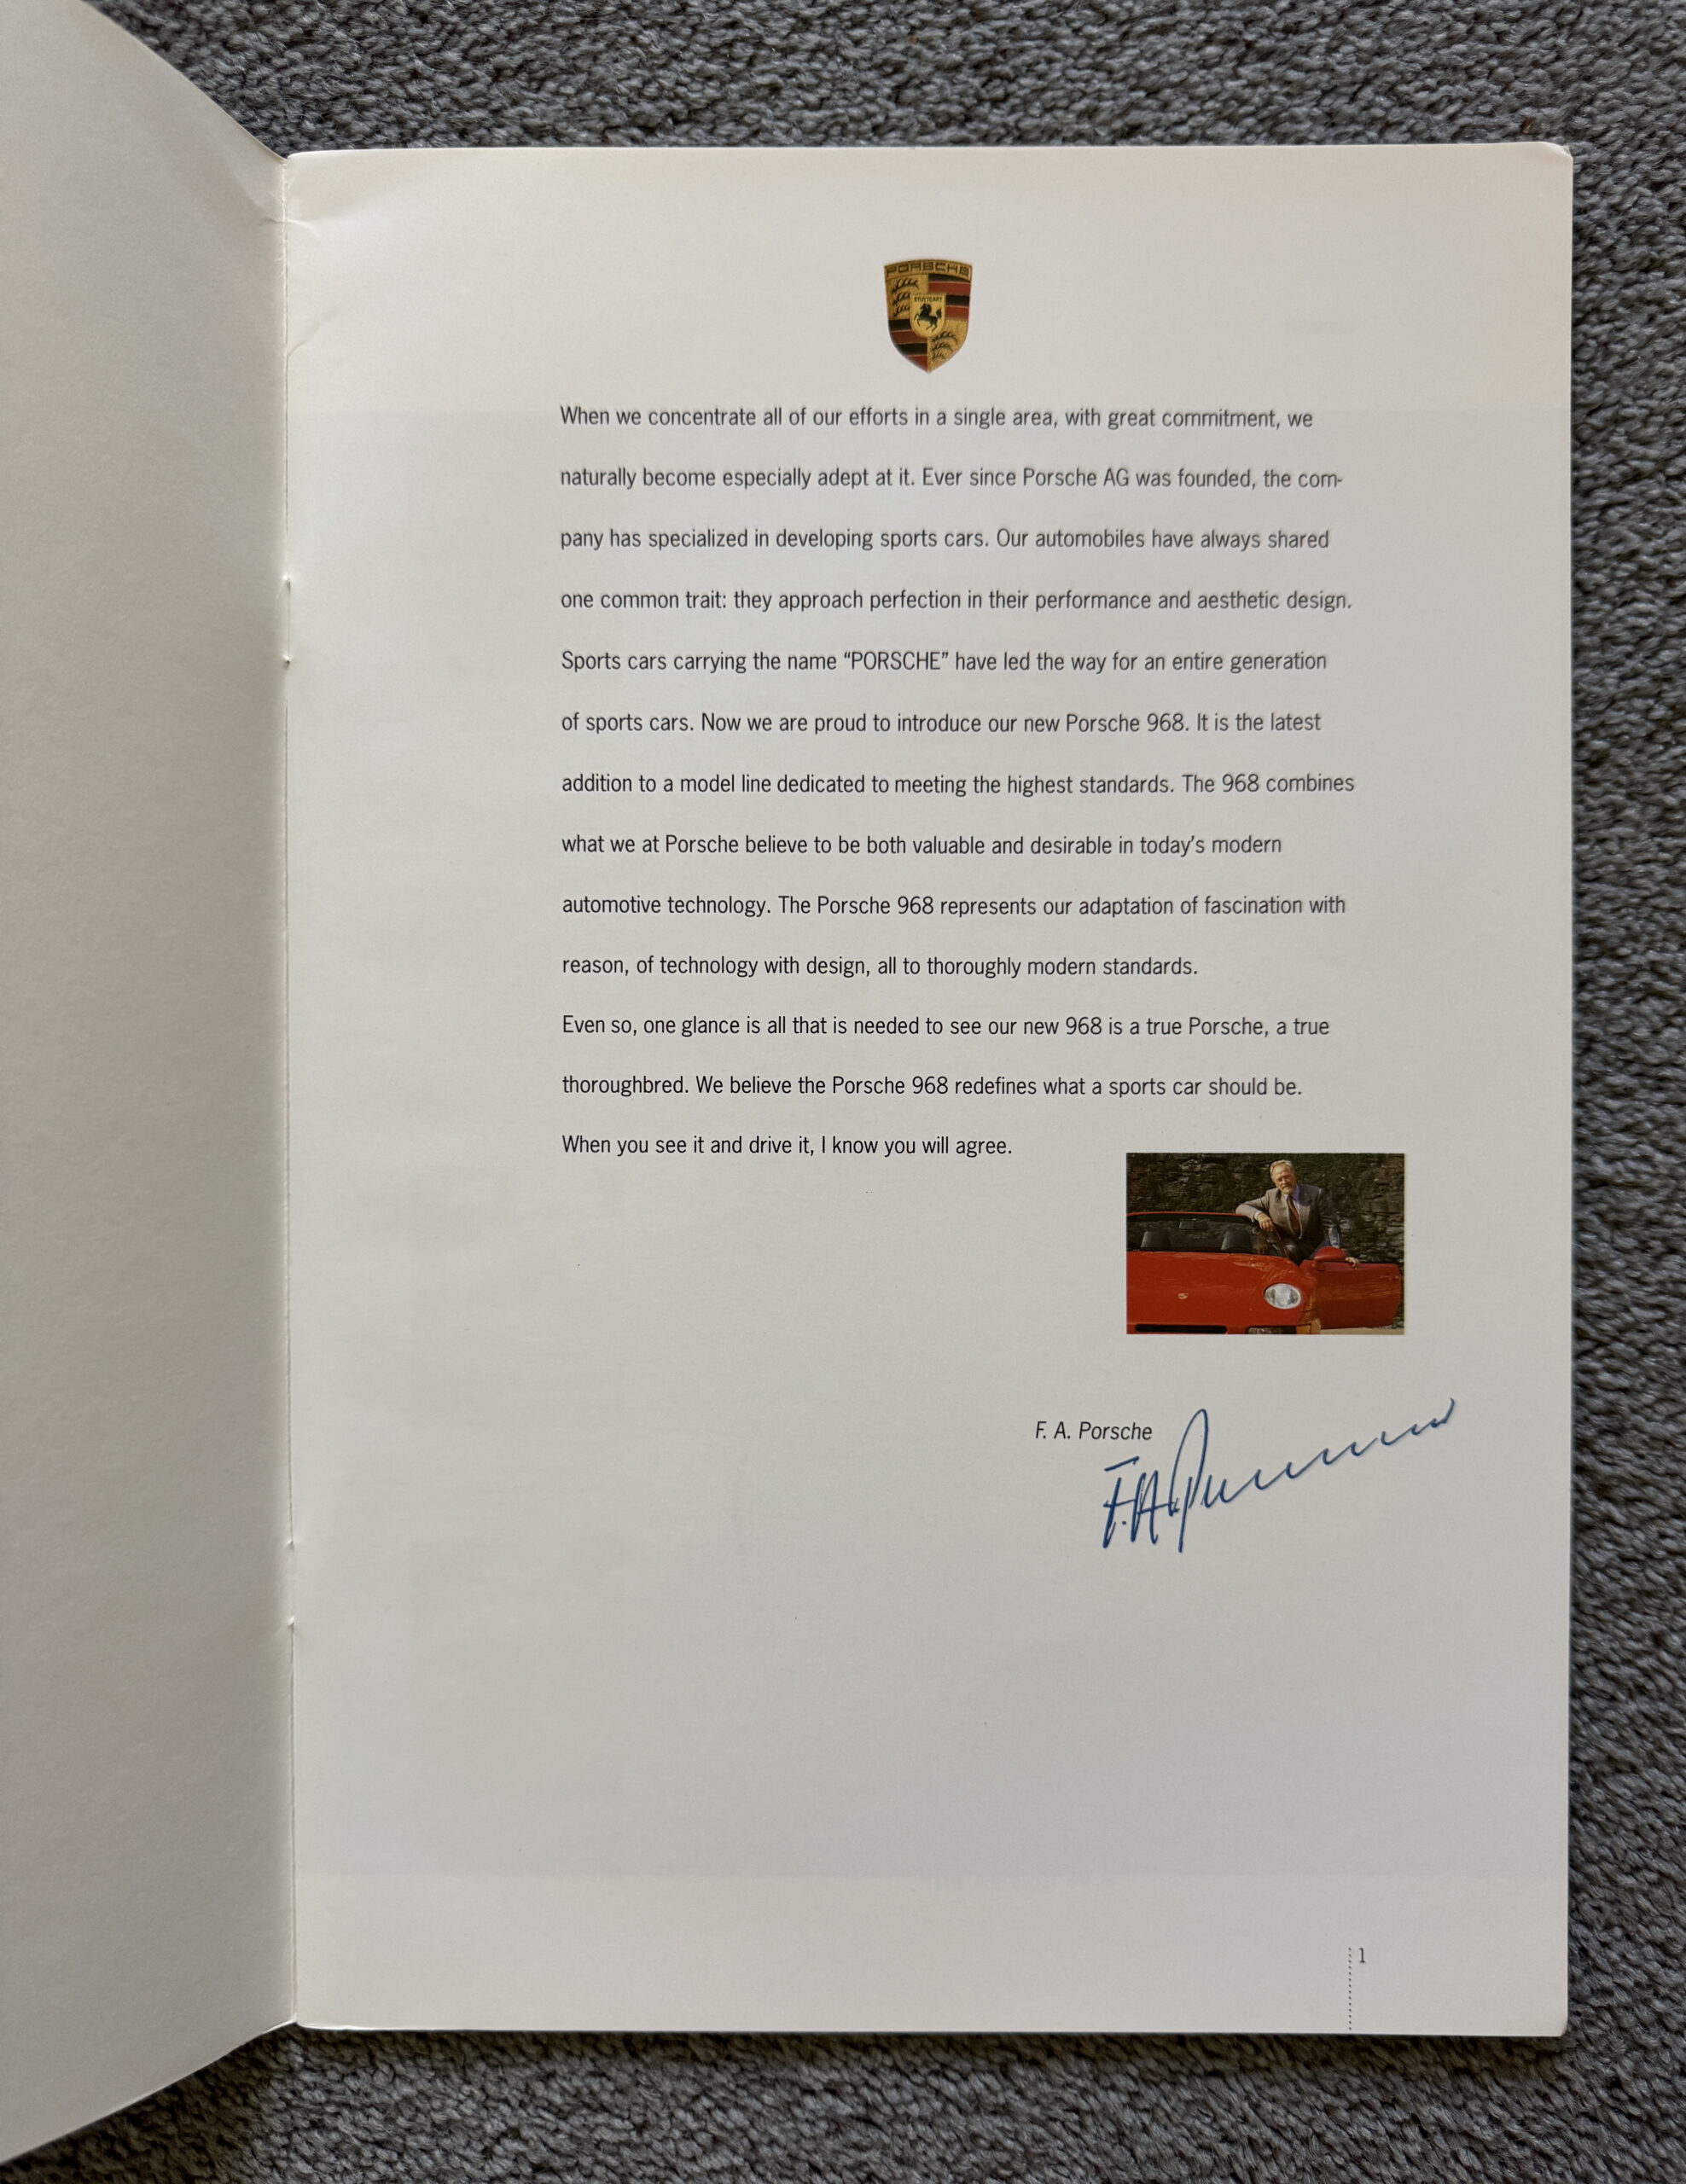 PORSCHE
STUTTGART
When we concentrate all of our efforts in a single area, with great commitment, we
naturally become especially adept at it. Ever since Porsche AG was founded, the com-
pany has specialized in developing sports cars. Our automobiles have always shared
one common trait: they approach perfection in their performance and aesthetic design.
Sports cars carrying the name “PORSCHE” have led the way for an entire generation
of sports cars. Now we are proud to introduce our new Porsche 968. It is the latest
addition to a model line dedicated to meeting the highest standards. The 968 combines
what we at Porsche believe to be both valuable and desirable in today’s modern
automotive technology. The Porsche 968 represents our adaptation of fascination with
reason, of technology with design, all to thoroughly modern standards.
Even so, one glance is all that is needed to see our new 968 is a true Porsche, a true
thoroughbred. We believe the Porsche 968 redefines what a sports car should be.
When you see it and drive it, I know you will agree.
F. A. Porsche
F.A.P
1